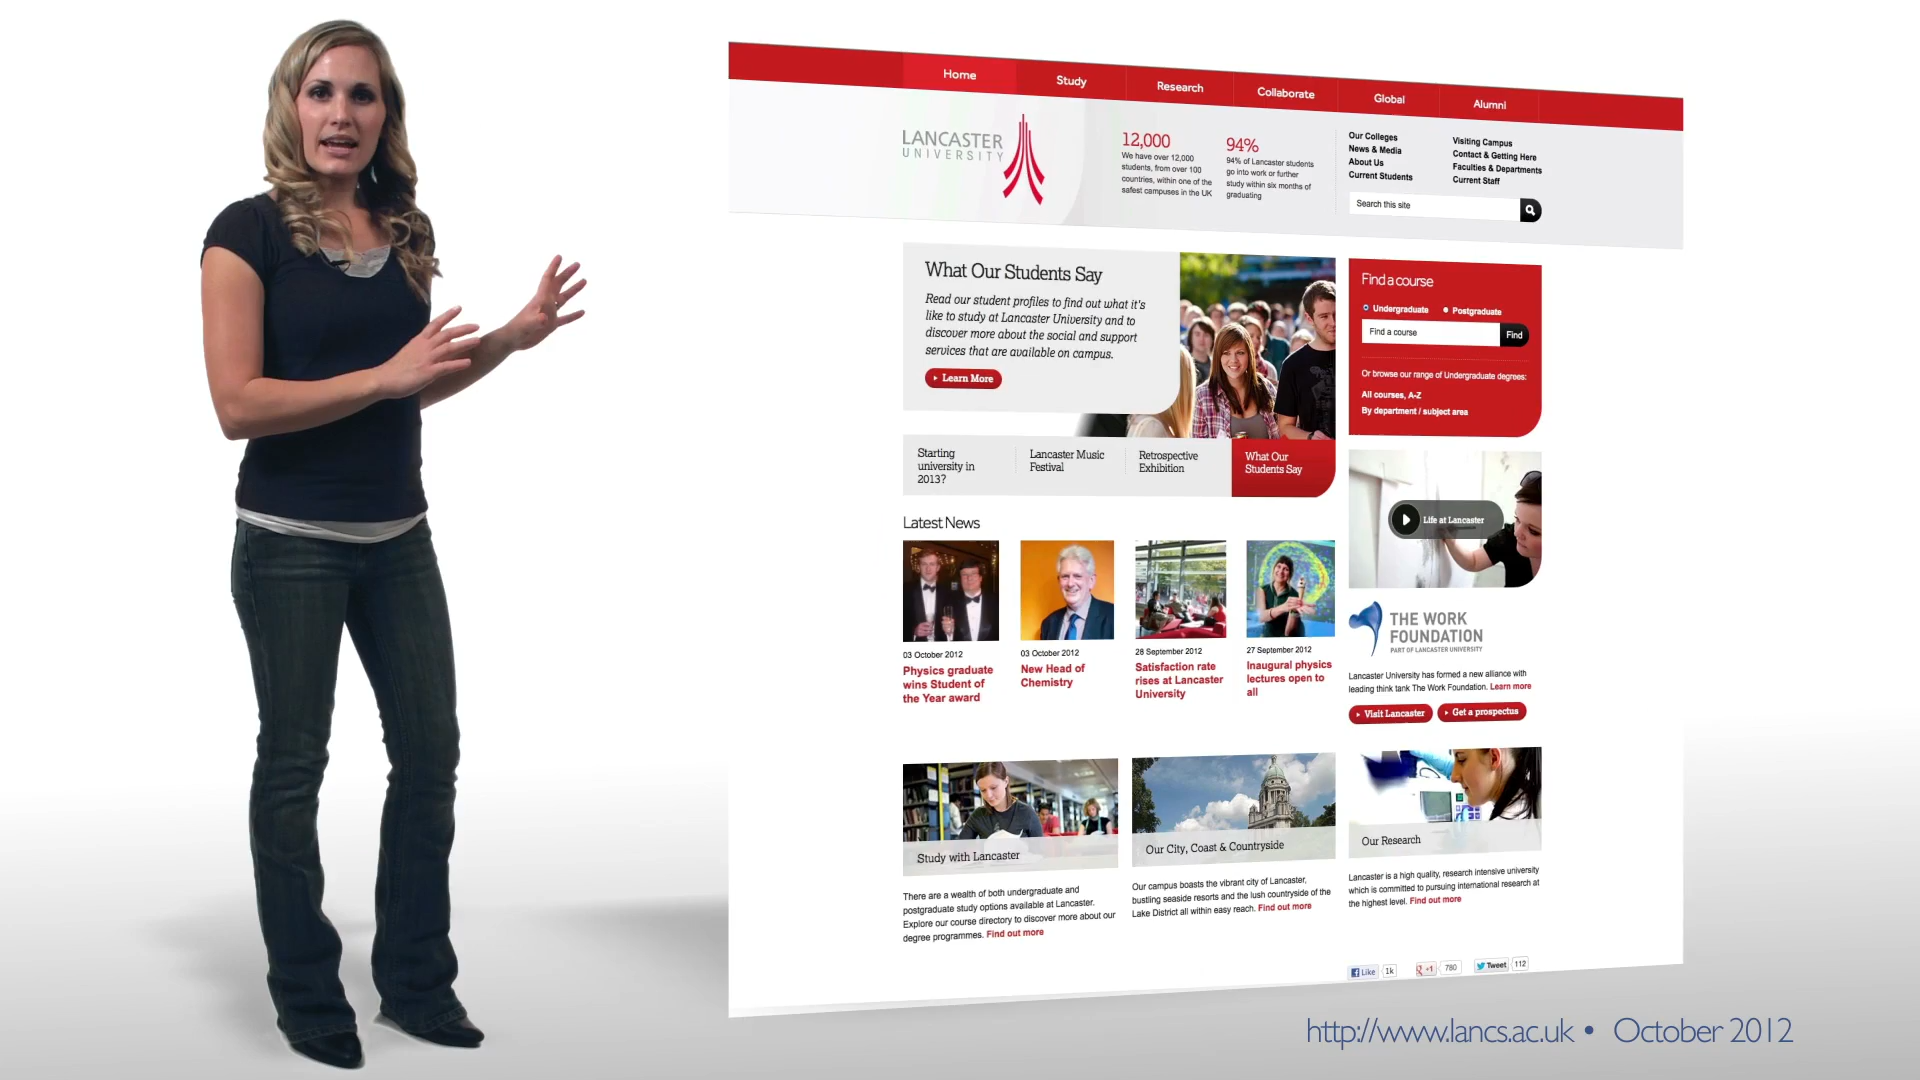 Home
Study
Research
Collaborate
Global
Alumni
LANCASTER
UNIVERSITY
12,000
We have over 12,000
students, from over 100
countries, within one of the
safest campuses in the UK
94%
94% of Lancaster students
go into work or further
study within six months of
graduating
Our Colleges
News & Media
About Us
Current Students
Visiting Campus
Contact & Getting Here
Faculties & Departments
Current Staff
Search this site
What Our Students Say
Read our student profiles to find out what it's
like to study at Lancaster University and to
discover more about the social and support
services that are available on campus.
Learn More
Starting
university in
2013?
Lancaster Music
Festival
Retrospective
Exhibition
What Our
Students Say
Find a course
Undergraduate
Postgraduate
Find a course
Find
Or browse our range of Undergraduate degrees:
All courses, A-Z
By department / subject area
Life at Lancaster
Latest News
03 October 2012
Physics graduate
wins Student of
the Year award
03 October 2012
New Head of
Chemistry
28 September 2012
Satisfaction rate
rises at Lancaster
University
27 September 2012
Inaugural physics
lectures open to
all
THE WORK
FOUNDATION
PART OF LANCASTER UNIVERSITY
Lancaster University has formed a new alliance with
leading think tank The Work Foundation. Learn more
Visit Lancaster
Get a prospectus
Study with Lancaster
There are a wealth of both undergraduate and
postgraduate study options available at Lancaster.
Explore our course directory to discover more about our
degree programmes. Find out more
Our City, Coast & Countryside
Our campus boasts the vibrant city of Lancaster,
bustling seaside resorts and the lush countryside of the
Lake District all within easy reach. Find out more
Our Research
Lancaster is a high quality, research intensive university
which is committed to pursuing international research at
the highest level. Find out more
Like 1k
+1 780
Tweet 112
http://www.lancs.ac.uk • October 2012